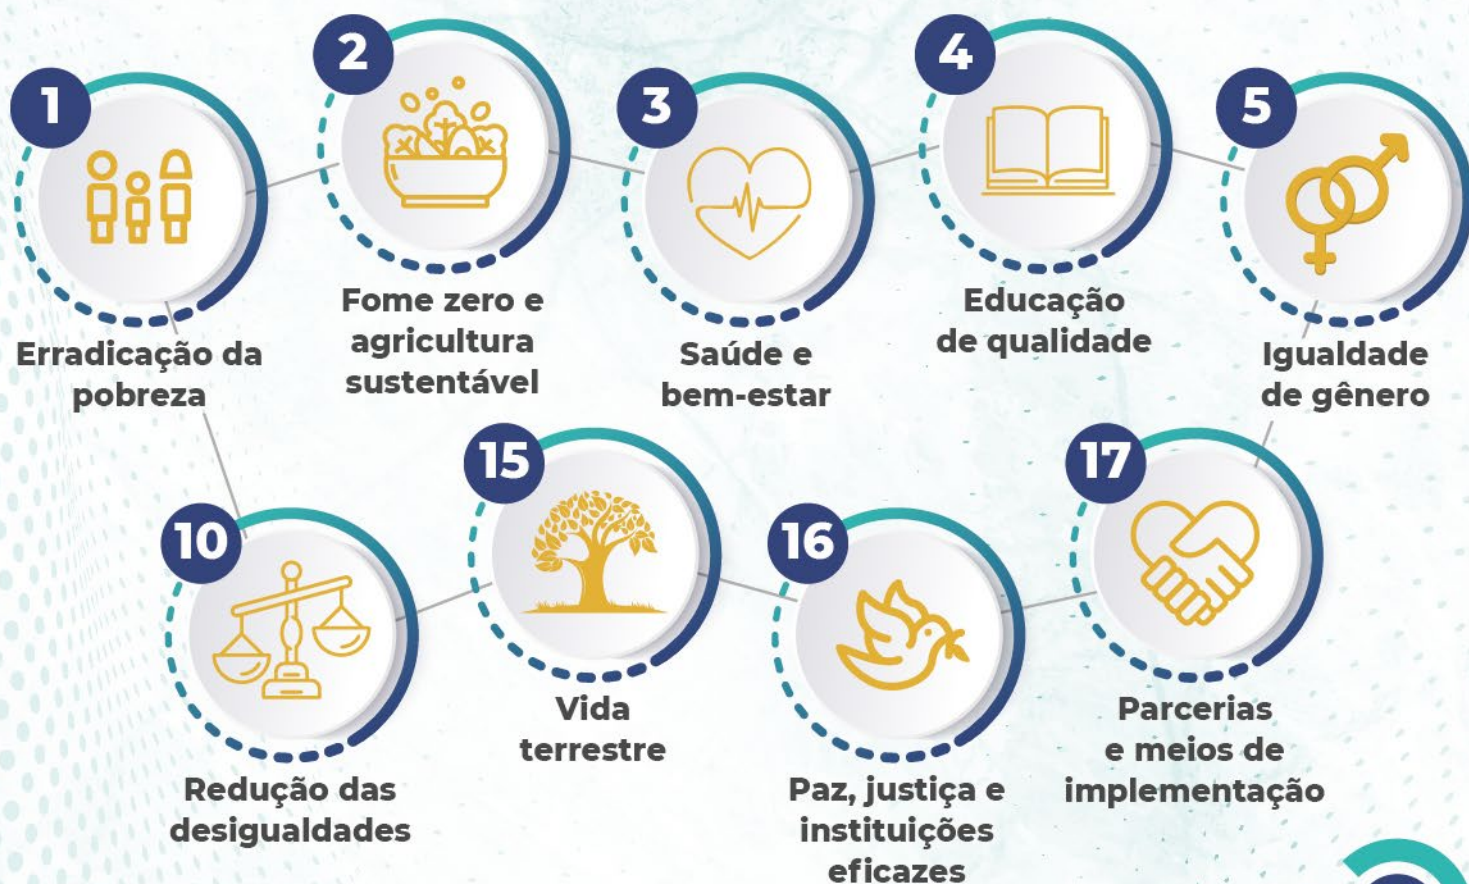 1
Erradicação da
pobreza
2
Fome zero e
agricultura
sustentável
3
Saúde e
bem-estar
4
Educação
de qualidade
5
Igualdade
de gênero
10
Redução das
desigualdades
15
Vida
terrestre
16
Paz, justiça e
instituições
eficazes
17
Parcerias
e meios de
implementação